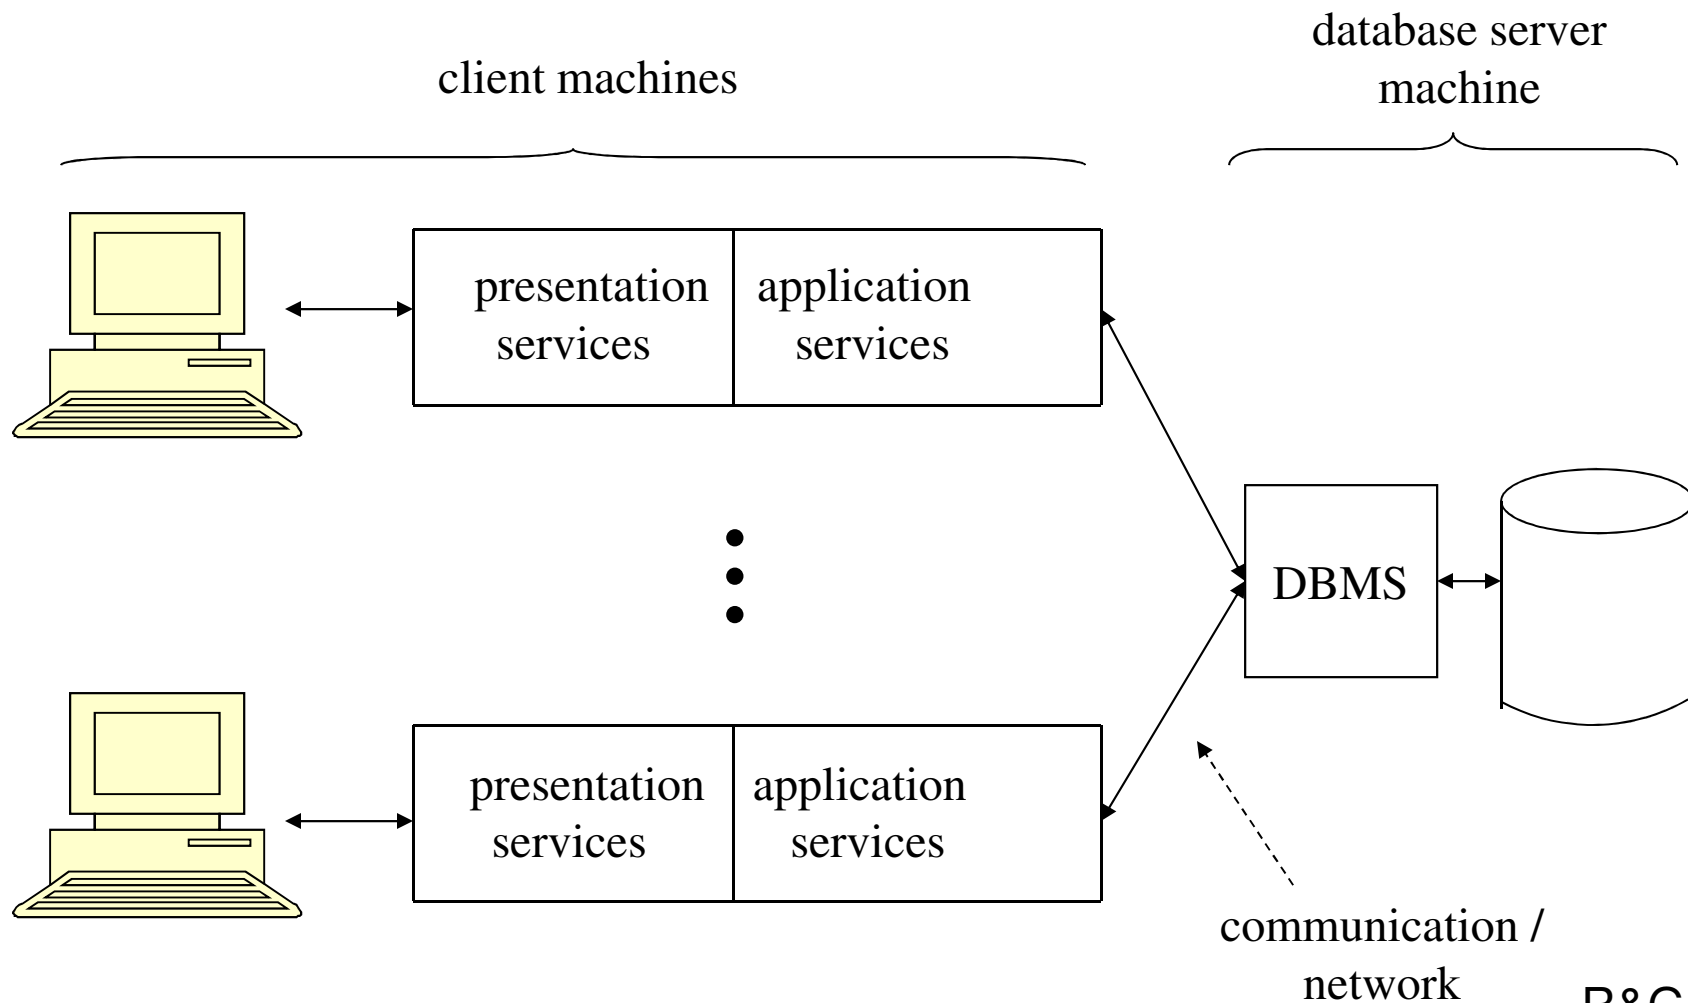 database server
machine
client machines
presentation
services
application
services
DBMS
presentation
services
application
services
communication /
network